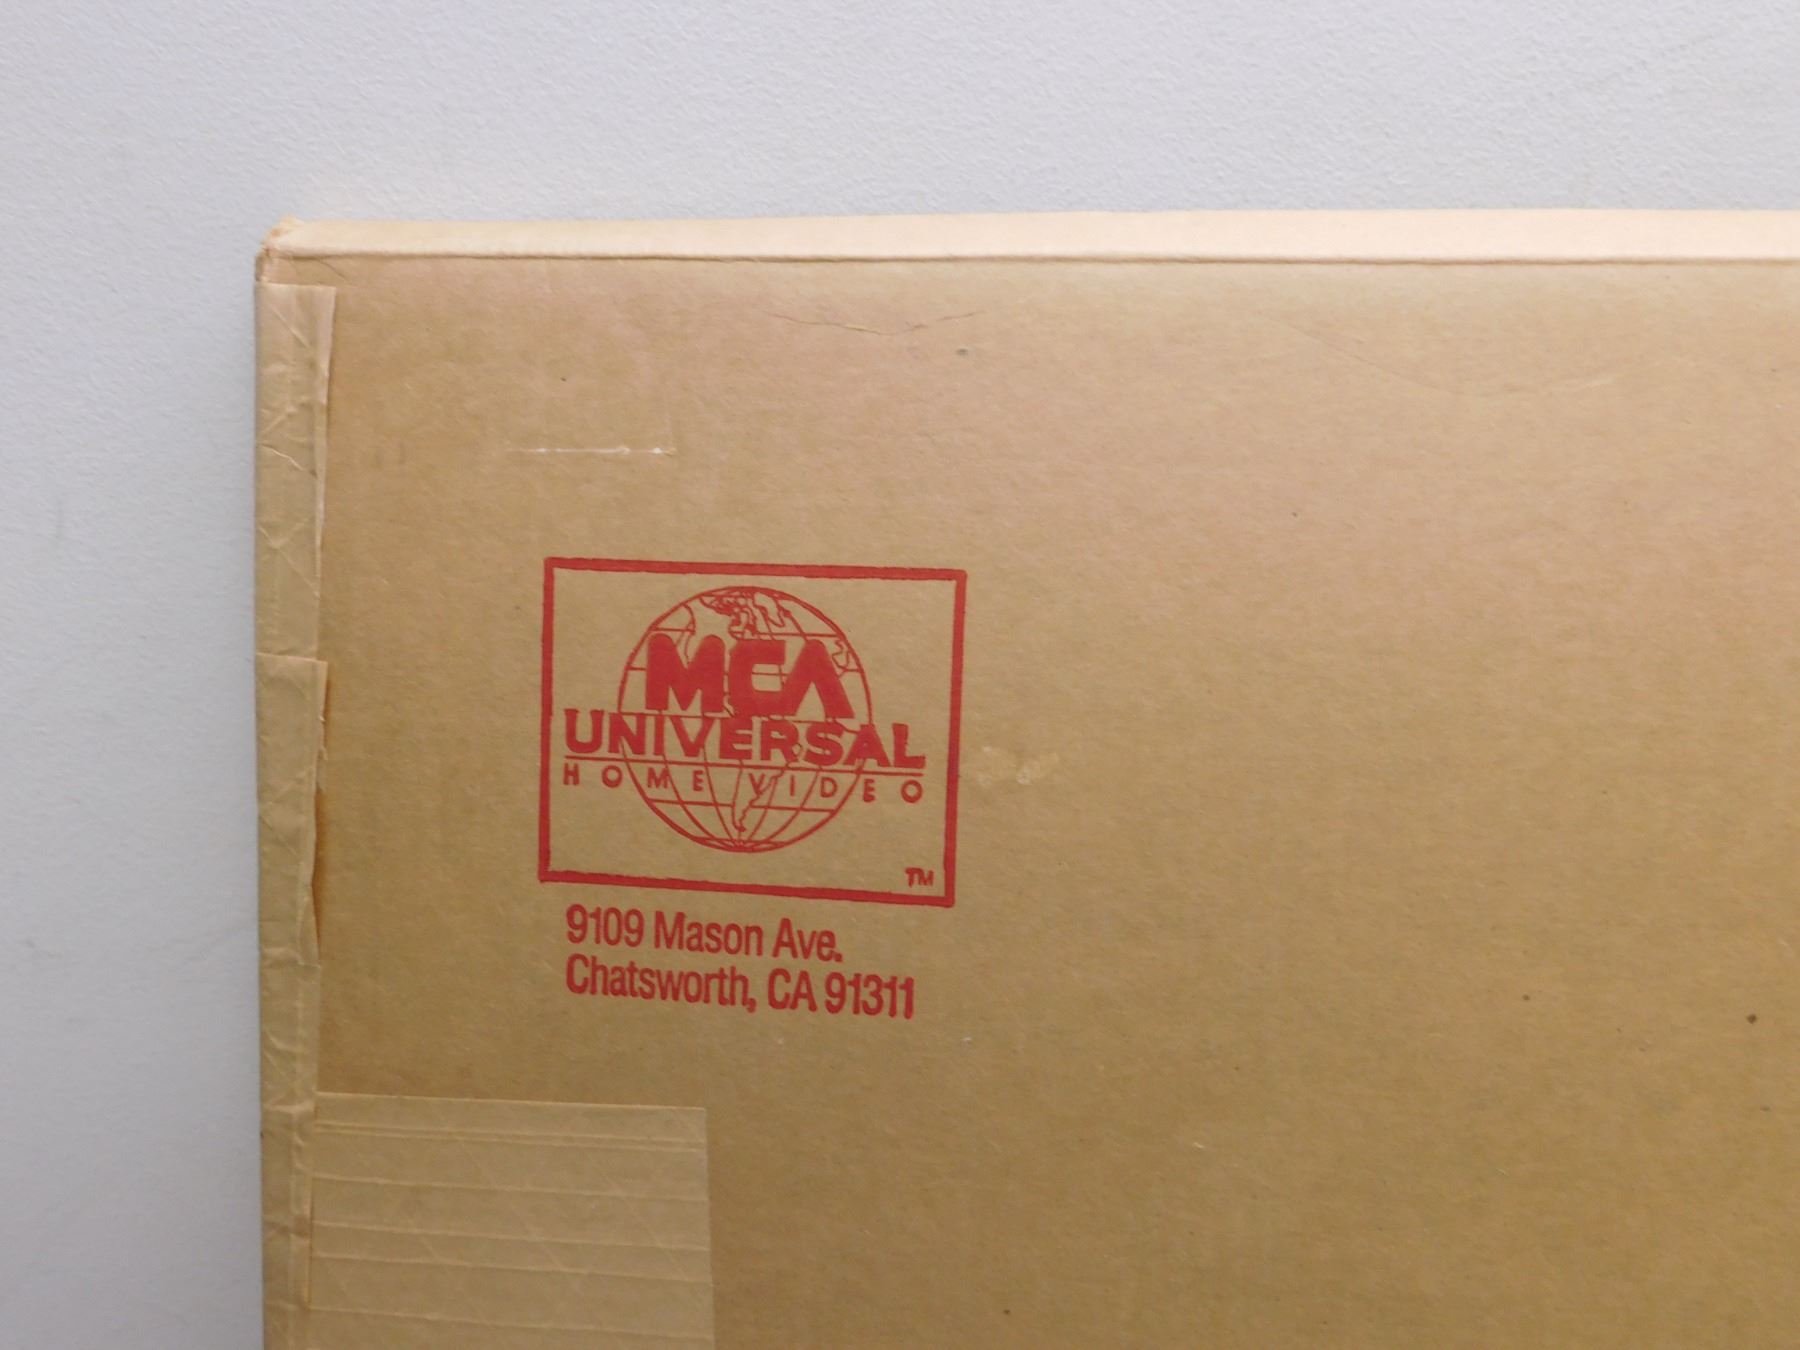 MCA
UNIVERSAL
HOME VIDEO
TM
9109 Mason Ave.
Chatsworth, CA 91311